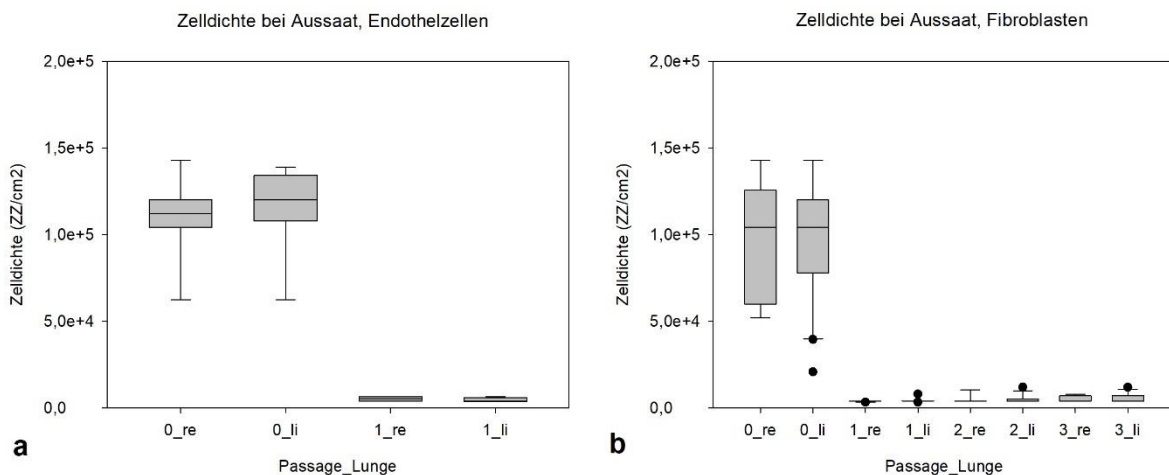 Zelldichte bei Aussaat, Endothelzellen
2,0e+5
1,5e+5
1,0e+5
5,0e+4
0,0
Zelldichte (ZZ/cm2)
0_re 0_li 1_re 1_li
Passage_Lunge
a
Zelldichte bei Aussaat, Fibroblasten
2,0e+5
1,5e+5
1,0e+5
5,0e+4
0,0
Zelldichte (ZZ/cm2)
0_re 0_li 1_re 1_li 2_re 2_li 3_re 3_li
Passage_Lunge
b